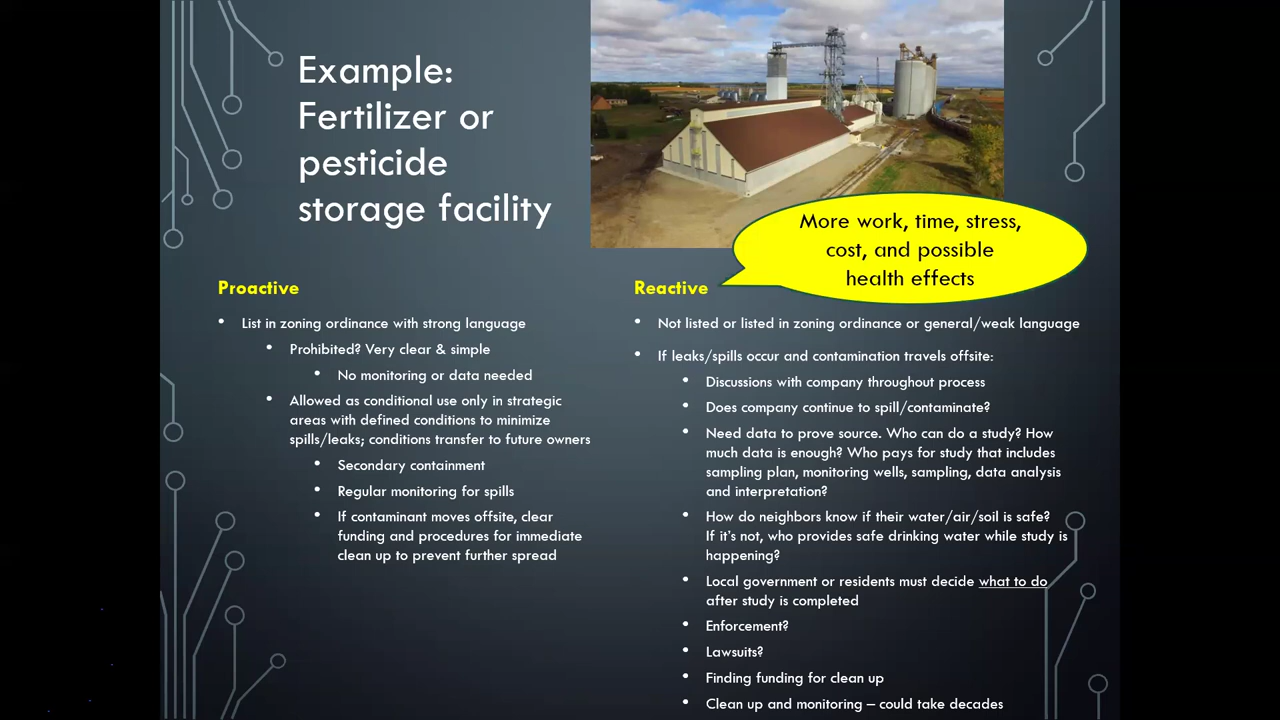 Example:
Fertilizer or
pesticide
storage facility
More work, time, stress,
cost, and possible
health effects
Proactive
• List in zoning ordinance with strong language
• Prohibited? Very clear & simple
• No monitoring or data needed
• Allowed as conditional use only in strategic
areas with defined conditions to minimize
spills/leaks; conditions transfer to future owners
• Secondary containment
• Regular monitoring for spills
• If contaminant moves offsite, clear
funding and procedures for immediate
clean up to prevent further spread
Reactive
• Not listed or listed in zoning ordinance or general/weak language
• If leaks/spills occur and contamination travels offsite:
• Discussions with company throughout process
• Does company continue to spill/contaminate?
• Need data to prove source. Who can do a study? How
much data is enough? Who pays for study that includes
sampling plan, monitoring wells, sampling, data analysis
and interpretation?
• How do neighbors know if their water/air/soil is safe?
If it's not, who provides safe drinking water while study is
happening?
• Local government or residents must decide what to do
after study is completed
• Enforcement?
• Lawsuits?
• Finding funding for clean up
• Clean up and monitoring – could take decades